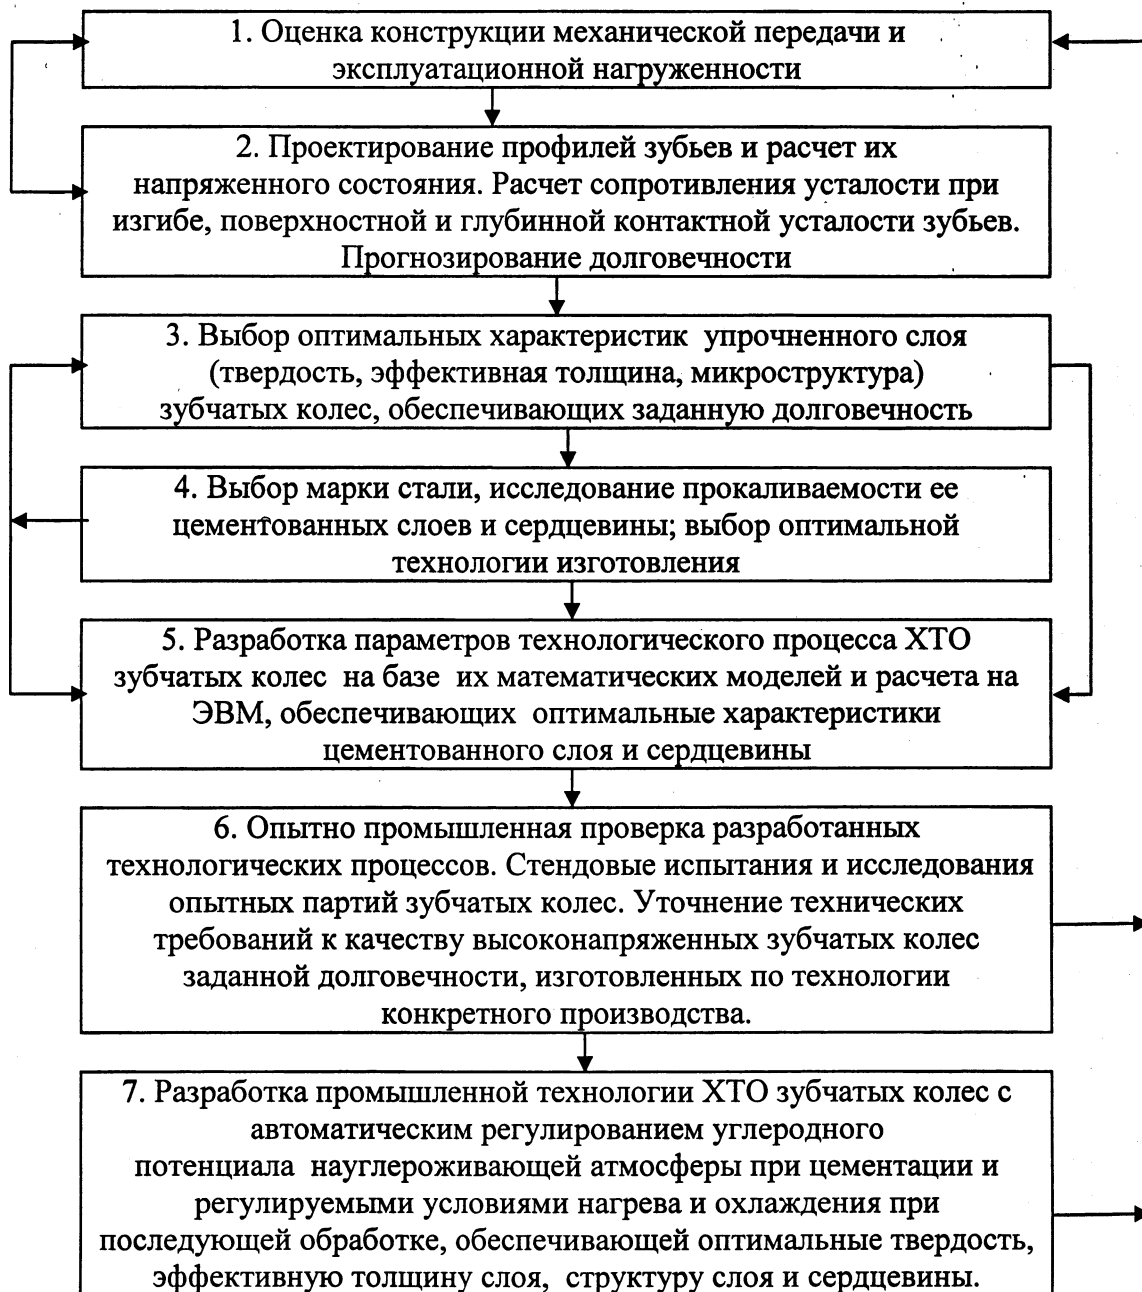 1. Оценка конструкции механической передачи и
эксплуатационной нагруженности
2. Проектирование профилей зубьев и расчет их
напряженного состояния. Расчет сопротивления усталости при
изгибе, поверхностной и глубинной контактной усталости зубьев.
Прогнозирование долговечности
3. Выбор оптимальных характеристик упрочненного слоя
(твердость, эффективная толщина, микроструктура)
зубчатых колес, обеспечивающих заданную долговечность
4. Выбор марки стали, исследование прокаливаемости ее
цементованных слоев и сердцевины; выбор оптимальной
технологии изготовления
5. Разработка параметров технологического процесса ХТО
зубчатых колес на базе их математических моделей и расчета на
ЭВМ, обеспечивающих оптимальные характеристики
цементованного слоя и сердцевины
6. Опытно промышленная проверка разработанных
технологических процессов. Стендовые испытания и исследования
опытных партий зубчатых колес. Уточнение технических
требований к качеству высоконапряженных зубчатых колес
заданной долговечности, изготовленных по технологии
конкретного производства.
7. Разработка промышленной технологии ХТО зубчатых колес с
автоматическим регулированием углеродного
потенциала науглероживающей атмосферы при цементации и
регулируемыми условиями нагрева и охлаждения при
последующей обработке, обеспечивающей оптимальные твердость,
эффективную толщину слоя, структуру слоя и сердцевины.